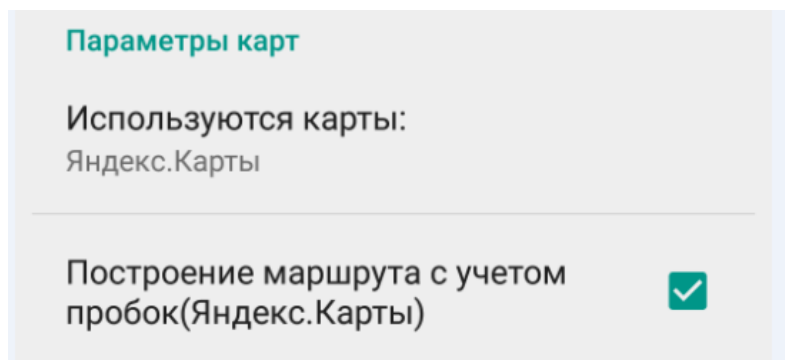 Параметры карт
Используются карты:
Яндекс.Карты
Построение маршрута с учетом
пробок(Яндекс.Карты)